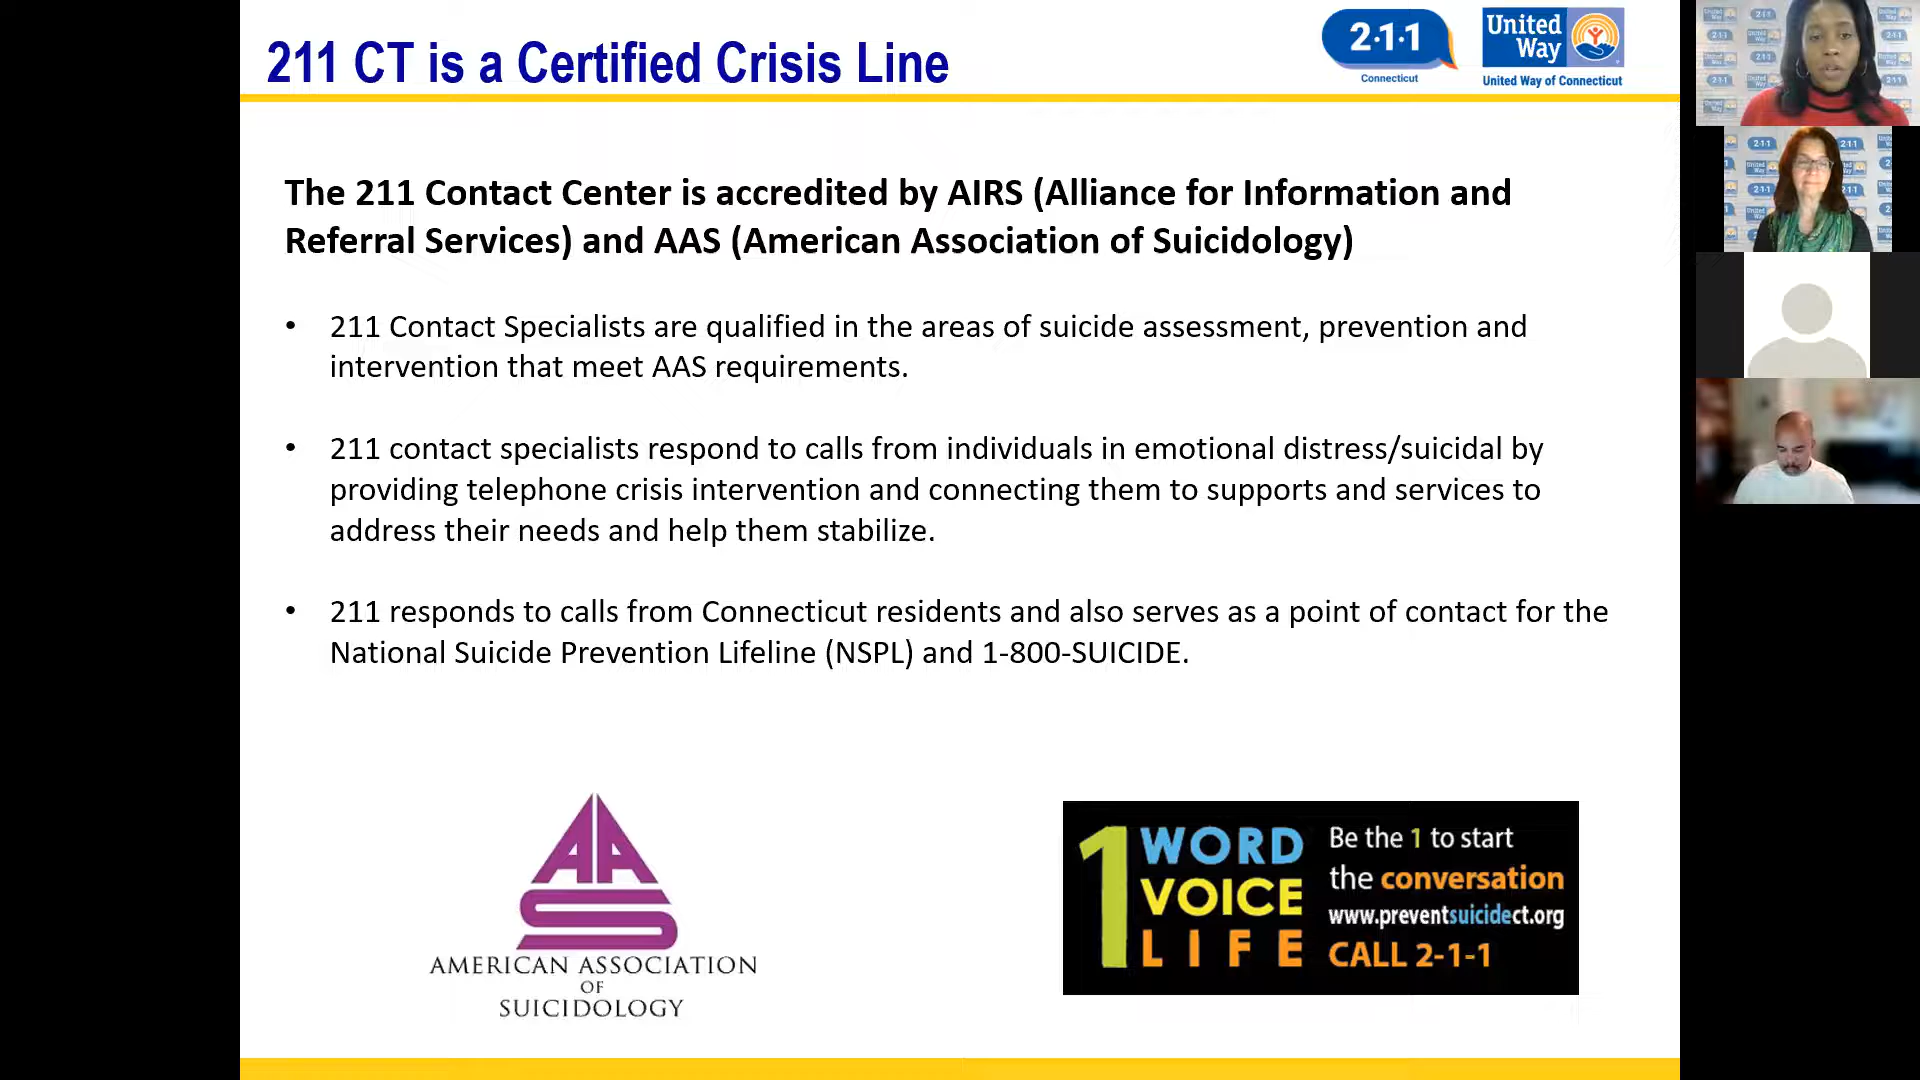 211 CT is a Certified Crisis Line
2·1·1
Connecticut
United
Way
United Way of Connecticut
The 211 Contact Center is accredited by AIRS (Alliance for Information and
Referral Services) and AAS (American Association of Suicidology)
• 211 Contact Specialists are qualified in the areas of suicide assessment, prevention and
intervention that meet AAS requirements.
• 211 contact specialists respond to calls from individuals in emotional distress/suicidal by
providing telephone crisis intervention and connecting them to supports and services to
address their needs and help them stabilize.
• 211 responds to calls from Connecticut residents and also serves as a point of contact for the
National Suicide Prevention Lifeline (NSPL) and 1-800-SUICIDE.
AAS
AMERICAN ASSOCIATION
OF
SUICIDOLOGY
1 WORD
VOICE
LIFE
Be the 1 to start
the conversation
www.preventsuicidect.org
CALL 2-1-1